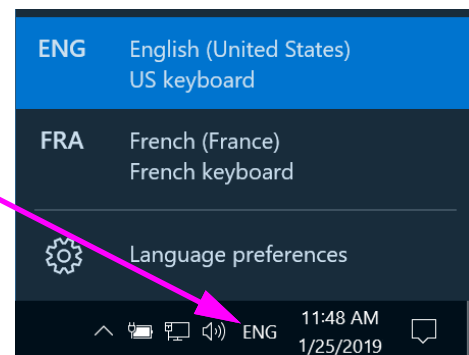 ENG English (United States)
US keyboard
FRA French (France)
French keyboard
Language preferences
ENG 11:48 AM
1/25/2019